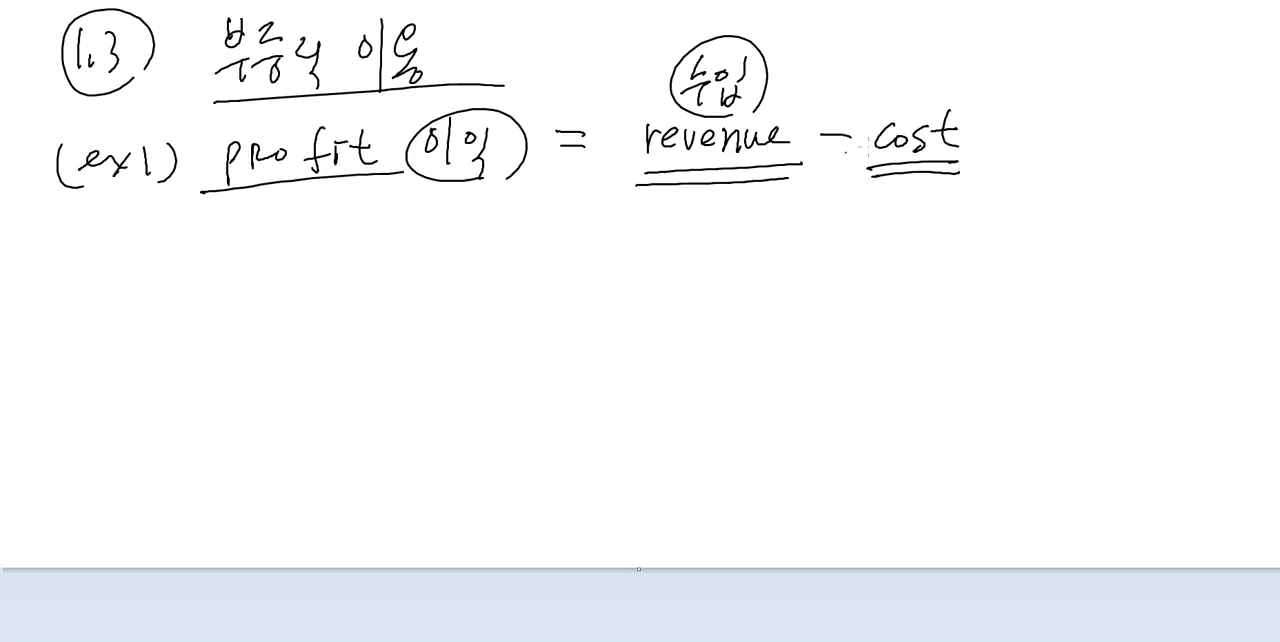 1.3 부등식 이용
수입
(ex1) profit 이익 = revenue - cost